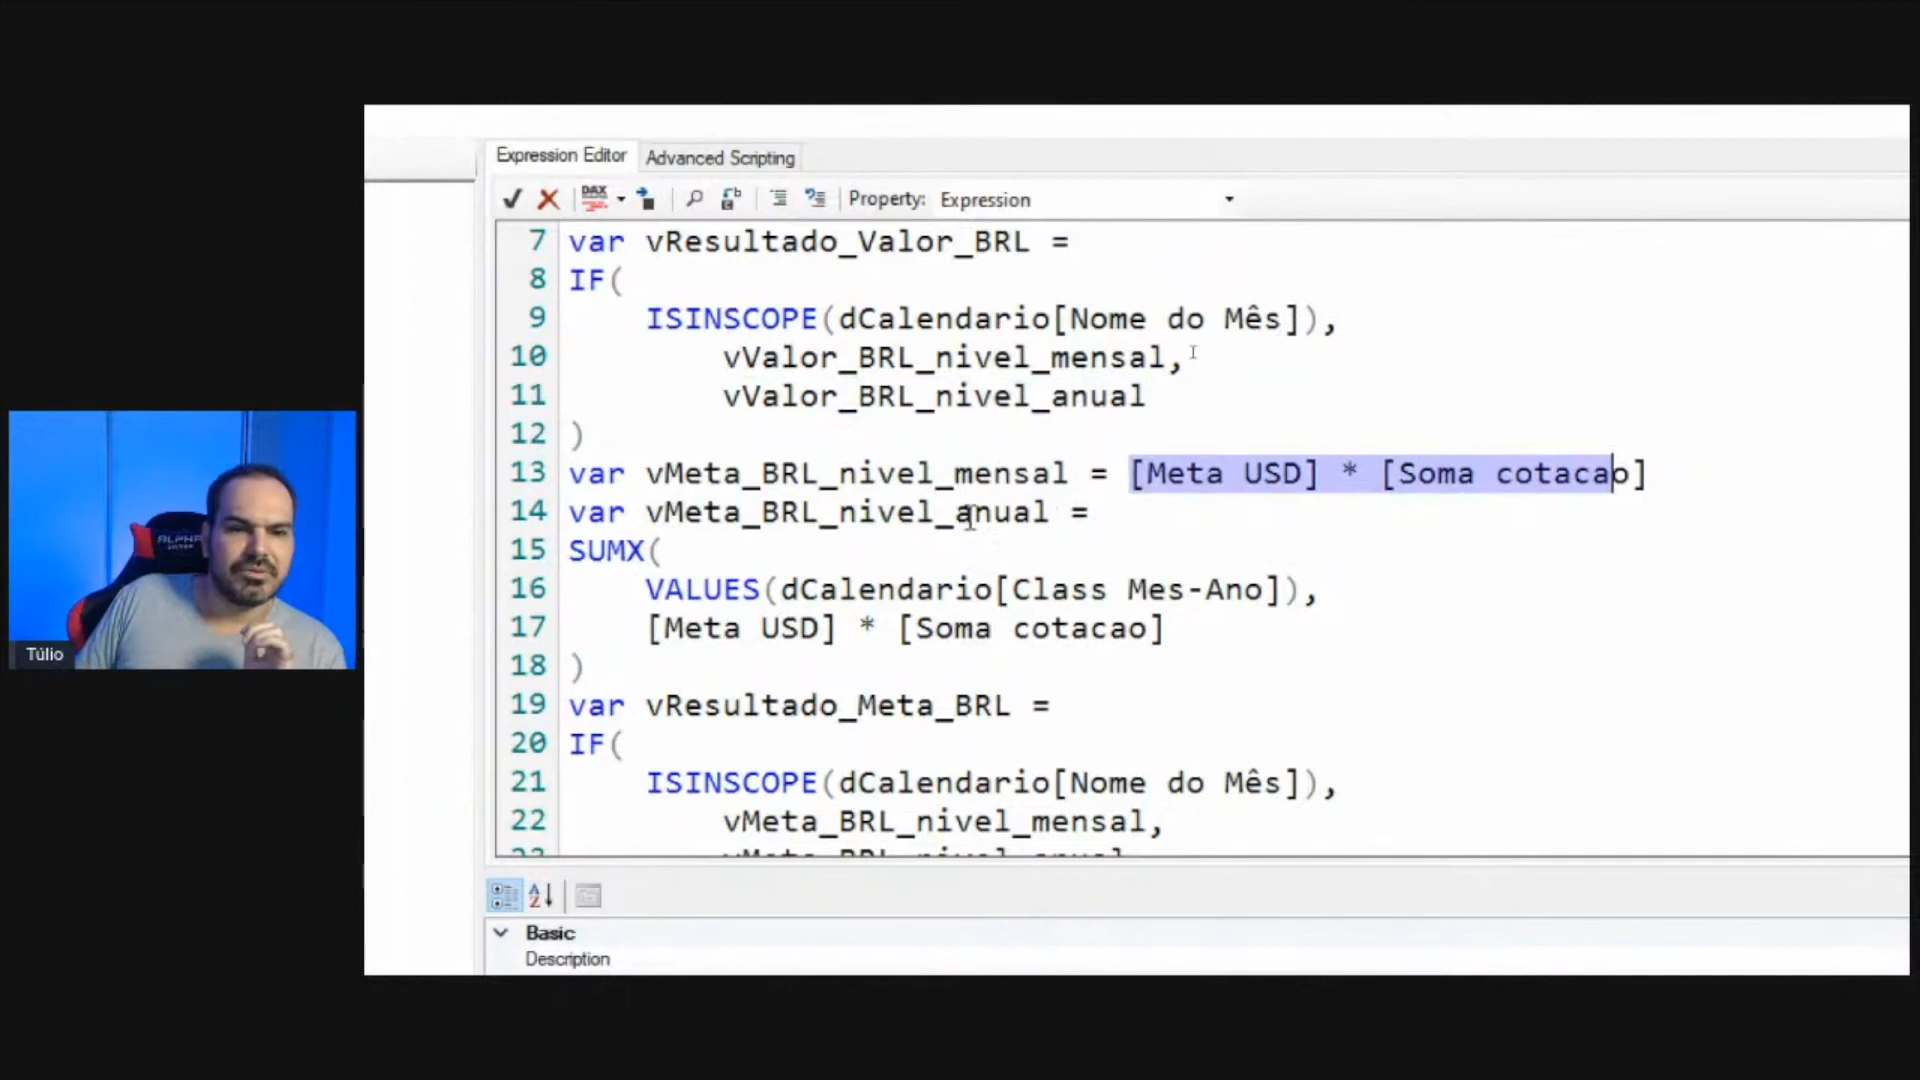 Expression Editor
Advanced Scripting
DAX
Property: Expression
7 var vResultado_Valor_BRL =
8 IF(
9 ISINSCOPE(dCalendario[Nome do Mês]),
10 vValor_BRL_nivel_mensal,
11 vValor_BRL_nivel_anual
12 )
13 var vMeta_BRL_nivel_mensal = [Meta USD] * [Soma cotacao]
14 var vMeta_BRL_nivel_anual =
15 SUMX(
16 VALUES(dCalendario[Class Mes-Ano]),
17 [Meta USD] * [Soma cotacao]
18 )
19 var vResultado_Meta_BRL =
20 IF(
21 ISINSCOPE(dCalendario[Nome do Mês]),
22 vMeta_BRL_nivel_mensal,
Basic
Description
Túlio